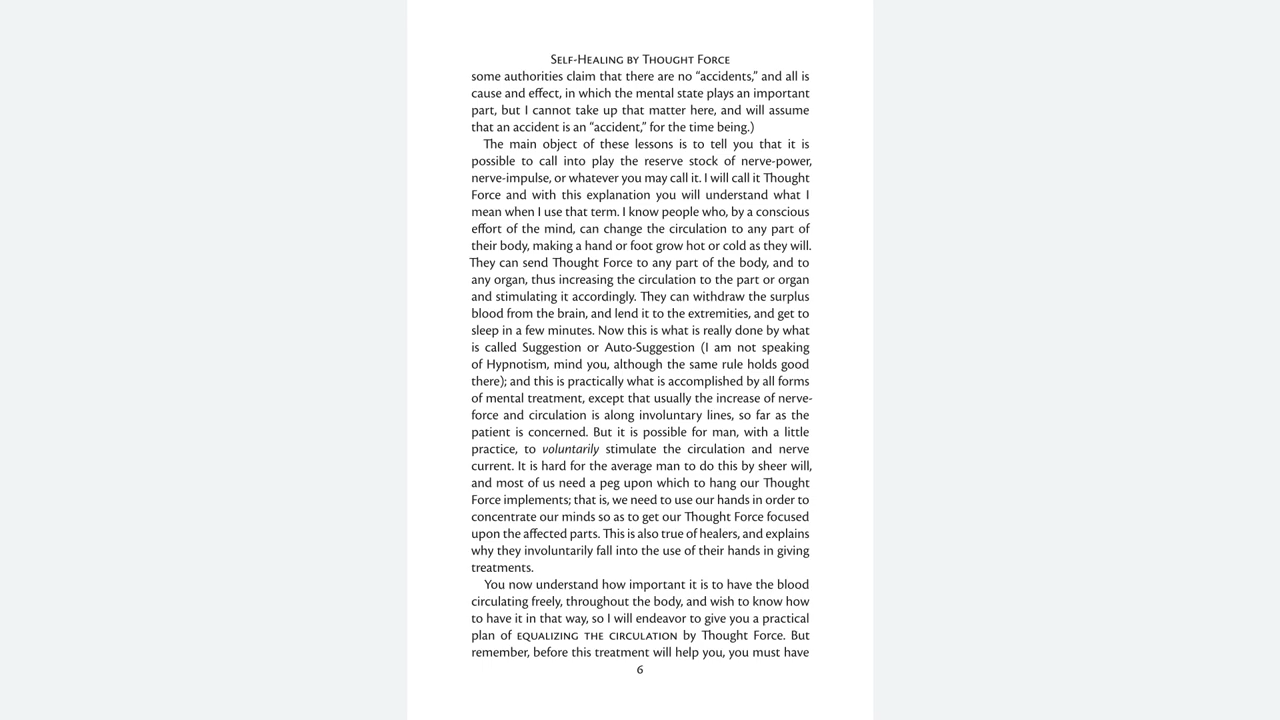 Self-Healing by Thought Force
some authorities claim that there are no “accidents,” and all is
cause and effect, in which the mental state plays an important
part, but I cannot take up that matter here, and will assume
that an accident is an “accident,” for the time being.)
The main object of these lessons is to tell you that it is
possible to call into play the reserve stock of nerve-power,
nerve-impulse, or whatever you may call it. I will call it Thought
Force and with this explanation you will understand what I
mean when I use that term. I know people who, by a conscious
effort of the mind, can change the circulation to any part of
their body, making a hand or foot grow hot or cold as they will.
They can send Thought Force to any part of the body, and to
any organ, thus increasing the circulation to the part or organ
and stimulating it accordingly. They can withdraw the surplus
blood from the brain, and lend it to the extremities, and get to
sleep in a few minutes. Now this is what is really done by what
is called Suggestion or Auto-Suggestion (I am not speaking
of Hypnotism, mind you, although the same rule holds good
there); and this is practically what is accomplished by all forms
of mental treatment, except that usually the increase of nerve-
force and circulation is along involuntary lines, so far as the
patient is concerned. But it is possible for man, with a little
practice, to voluntarily stimulate the circulation and nerve
current. It is hard for the average man to do this by sheer will,
and most of us need a peg upon which to hang our Thought
Force implements; that is, we need to use our hands in order to
concentrate our minds so as to get our Thought Force focused
upon the affected parts. This is also true of healers, and explains
why they involuntarily fall into the use of their hands in giving
treatments.
You now understand how important it is to have the blood
circulating freely, throughout the body, and wish to know how
to have it in that way, so I will endeavor to give you a practical
plan of equalizing the circulation by Thought Force. But
remember, before this treatment will help you, you must have
6